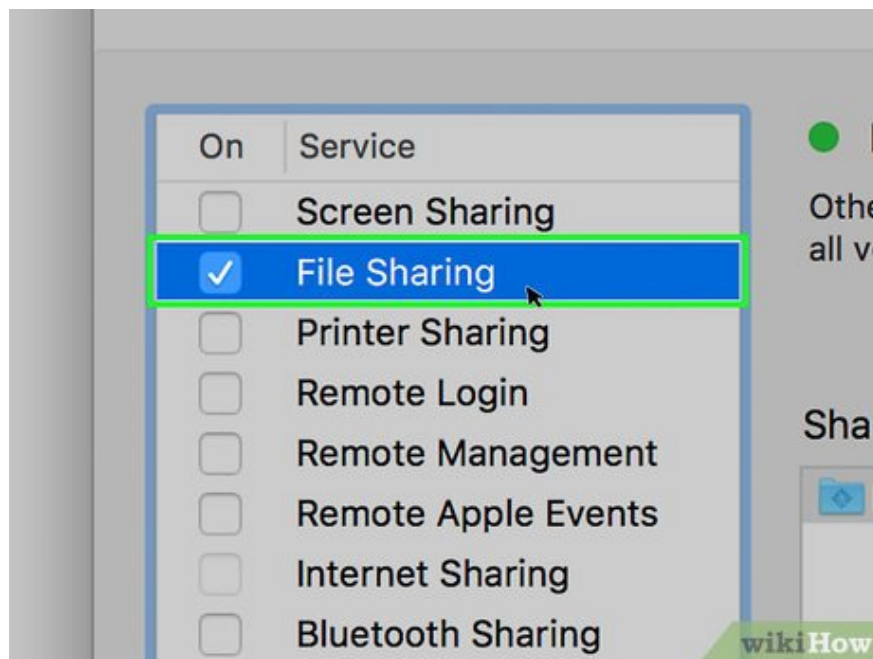 On Service
Screen Sharing
File Sharing
Printer Sharing
Remote Login
Remote Management
Remote Apple Events
Internet Sharing
Bluetooth Sharing
all
wikiHow